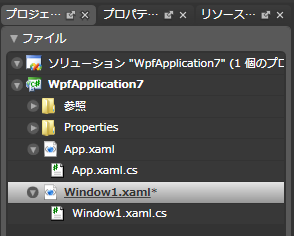 プロジェ… プロパテ… リソース…
ファイル
ソリューション "WpfApplication7" (1 個のプロ
WpfApplication7
参照
Properties
App.xaml
App.xaml.cs
Window1.xaml*
Window1.xaml.cs